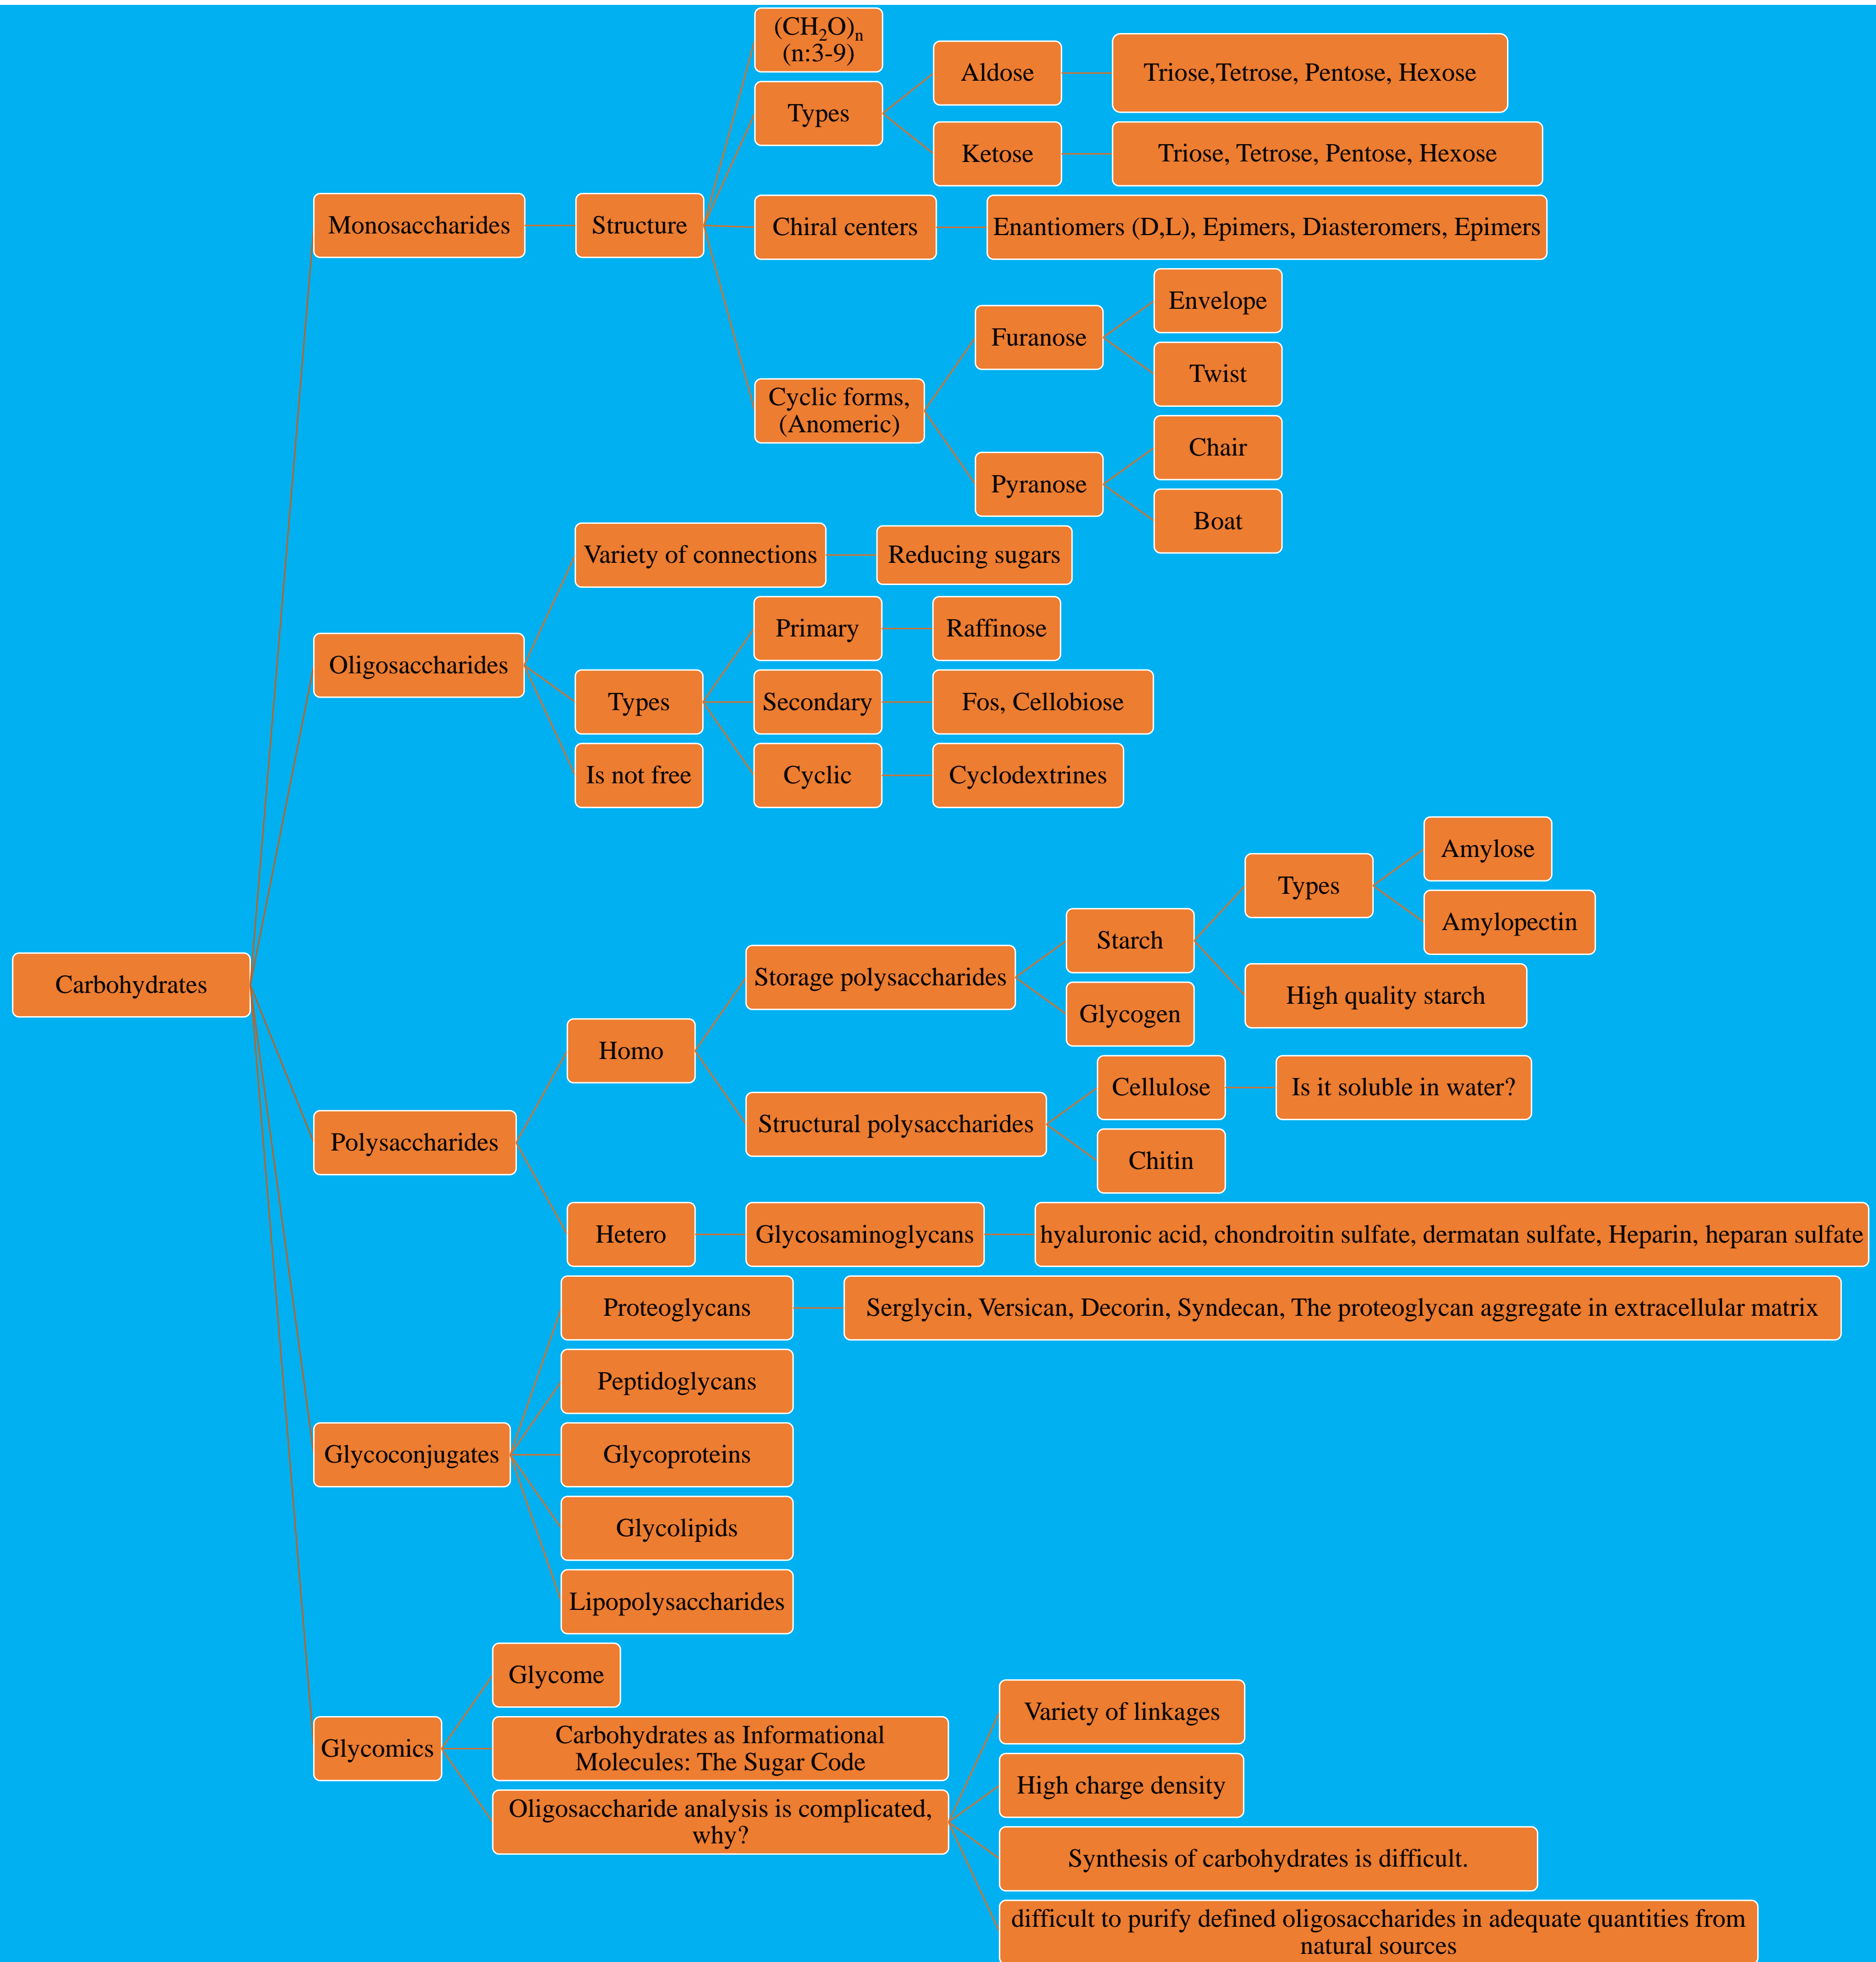 (CH₂O)ₙ
(n:3-9)
Aldose
Triose,Tetrose, Pentose, Hexose
Types
Ketose
Triose, Tetrose, Pentose, Hexose
Monosaccharides
Structure
Chiral centers
Enantiomers (D,L), Epimers, Diasteromers, Epimers
Envelope
Furanose
Twist
Cyclic forms,
(Anomeric)
Chair
Pyranose
Boat
Variety of connections
Reducing sugars
Primary
Raffinose
Oligosaccharides
Types
Secondary
Fos, Cellobiose
Is not free
Cyclic
Cyclodextrines
Amylose
Types
Amylopectin
Starch
Storage polysaccharides
High quality starch
Carbohydrates
Glycogen
Homo
Cellulose
Is it soluble in water?
Structural polysaccharides
Polysaccharides
Chitin
Hetero
Glycosaminoglycans
hyaluronic acid, chondroitin sulfate, dermatan sulfate, Heparin, heparan sulfate
Proteoglycans
Serglycin, Versican, Decorin, Syndecan, The proteoglycan aggregate in extracellular matrix
Peptidoglycans
Glycoconjugates
Glycoproteins
Glycolipids
Lipopolysaccharides
Glycome
Glycomics
Carbohydrates as Informational
Molecules: The Sugar Code
Oligosaccharide analysis is complicated,
why?
Variety of linkages
High charge density
Synthesis of carbohydrates is difficult.
difficult to purify defined oligosaccharides in adequate quantities from
natural sources